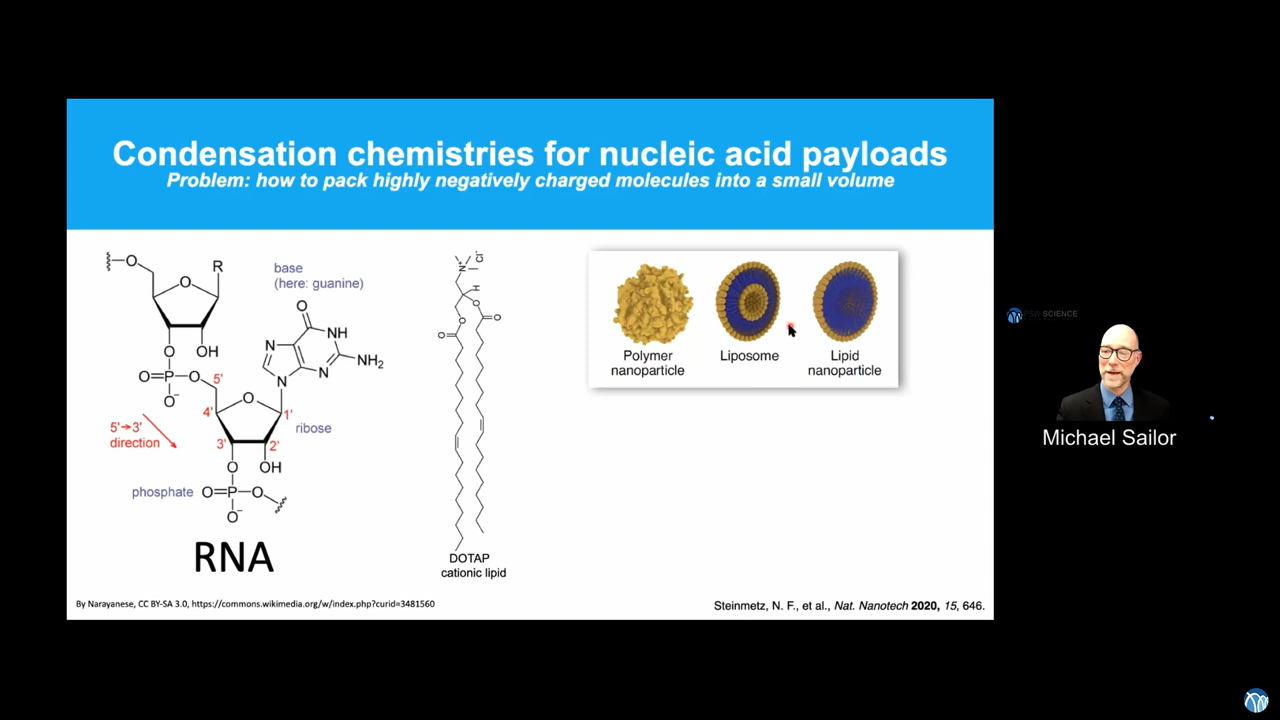 Condensation chemistries for nucleic acid payloads
Problem: how to pack highly negatively charged molecules into a small volume
O
O
R
OH
O
O=P
O
O⁻
5'
5'→3'
direction
base
(here: guanine)
O
NH
N
N
N
NH₂
4'
O
1'
ribose
3'
2'
O
OH
phosphate
O=P
O
O⁻
RNA
Cl⁻
N⁺
H
O
O
O
O
DOTAP
cationic lipid
Polymer
nanoparticle
Liposome
Lipid
nanoparticle
By Narayanese, CC BY-SA 3.0, https://commons.wikimedia.org/w/index.php?curid=3481560
Steinmetz, N. F., et al., Nat. Nanotech 2020, 15, 646.
PSW SCIENCE
Michael Sailor